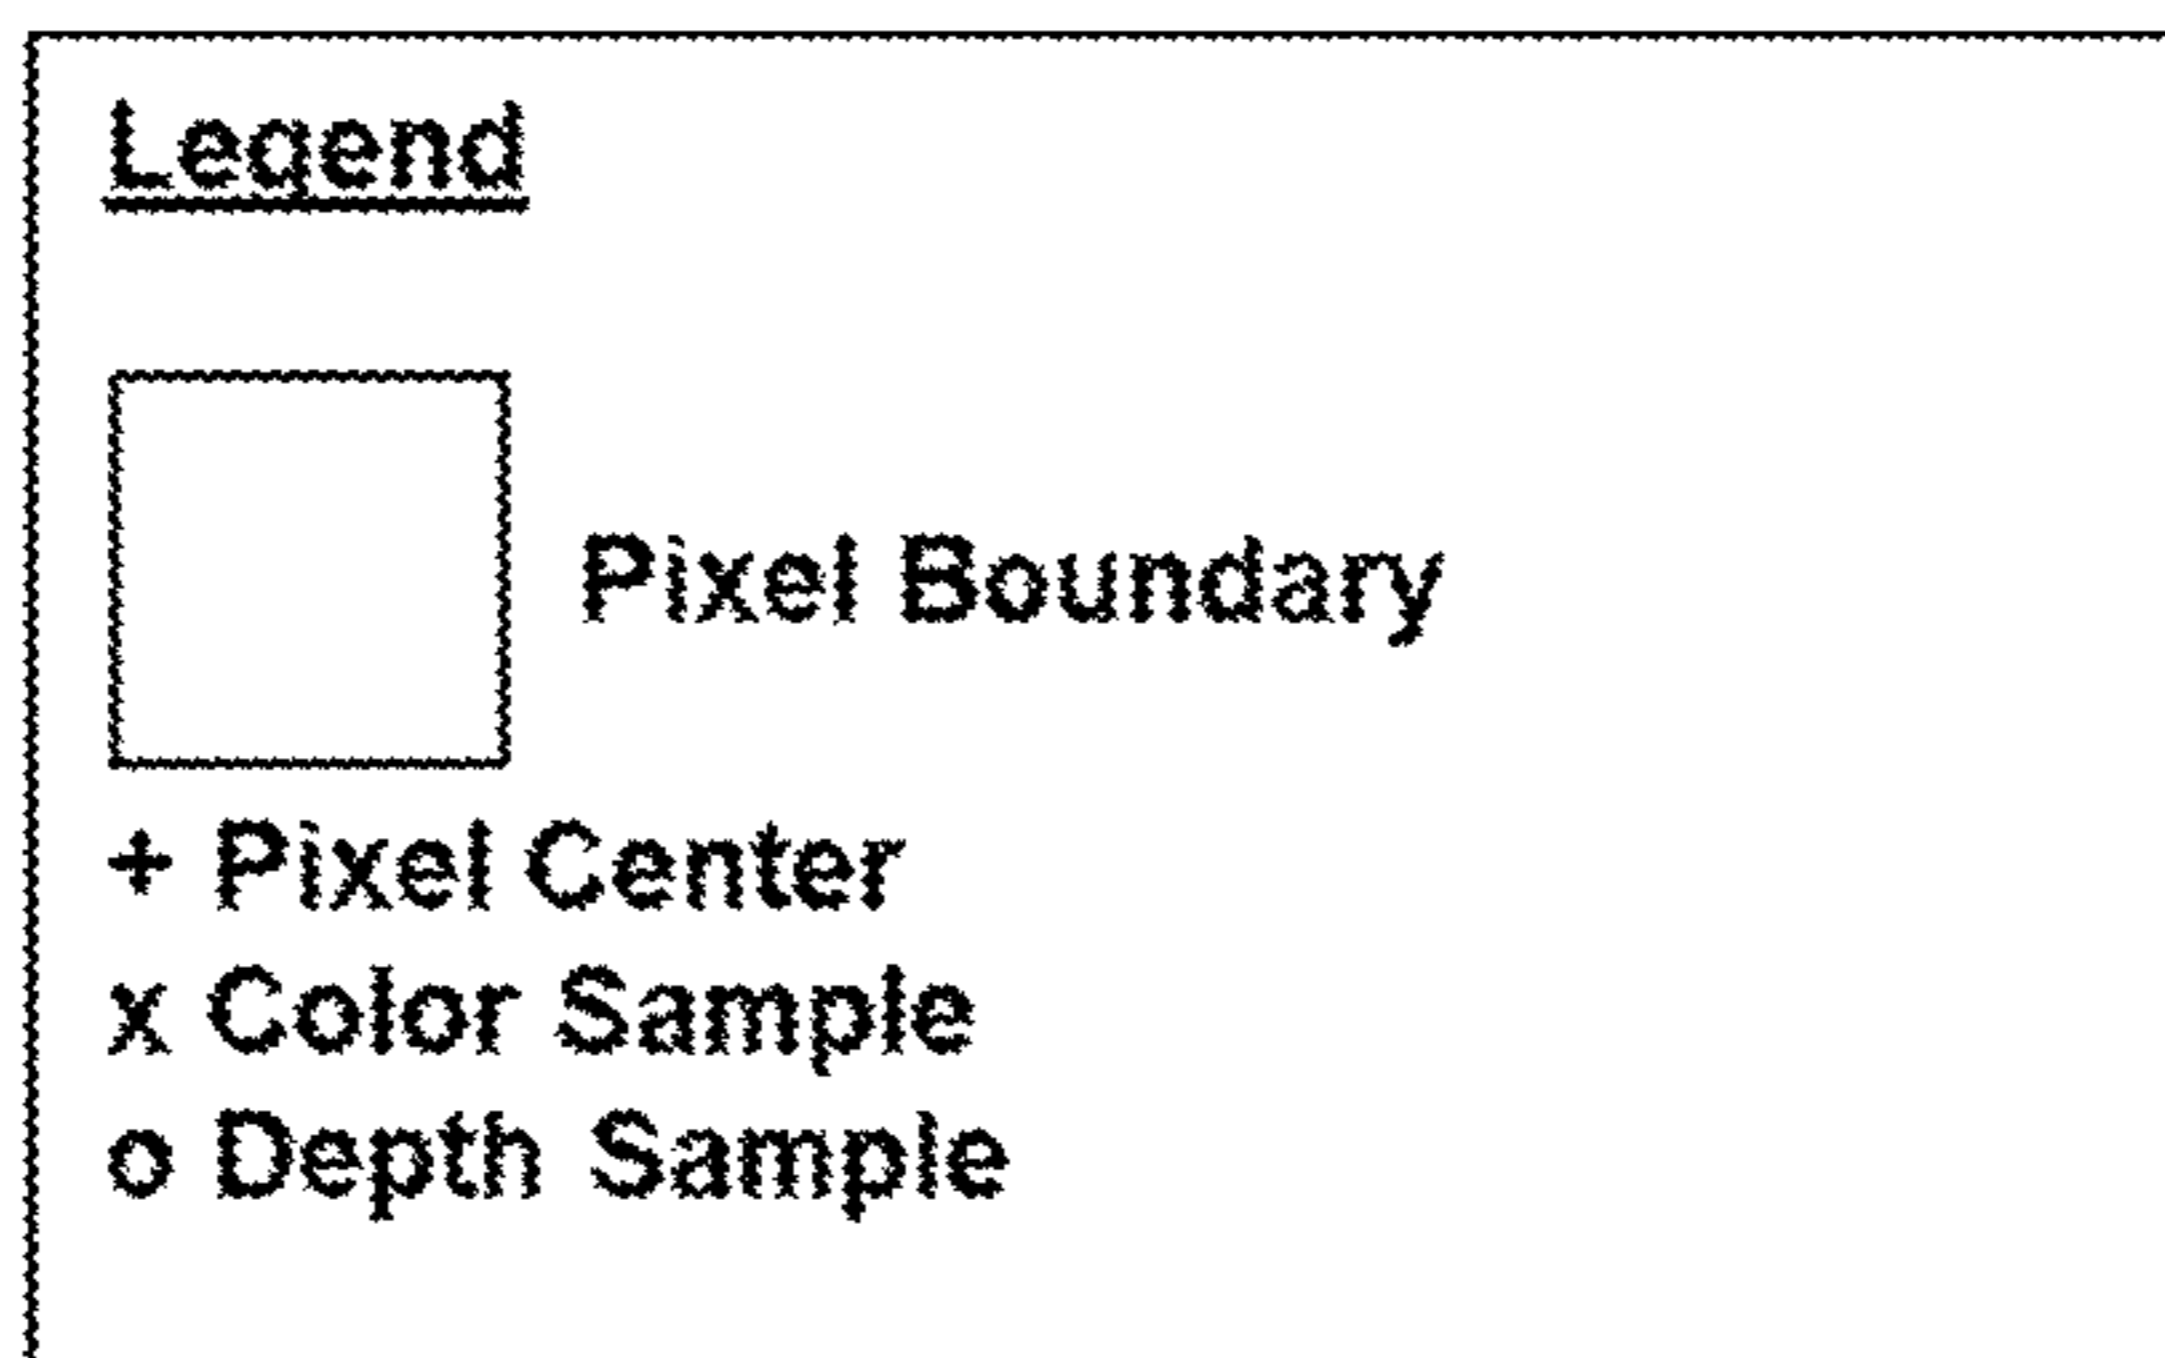 Legend
Pixel Boundary
+ Pixel Center
x Color Sample
o Depth Sample